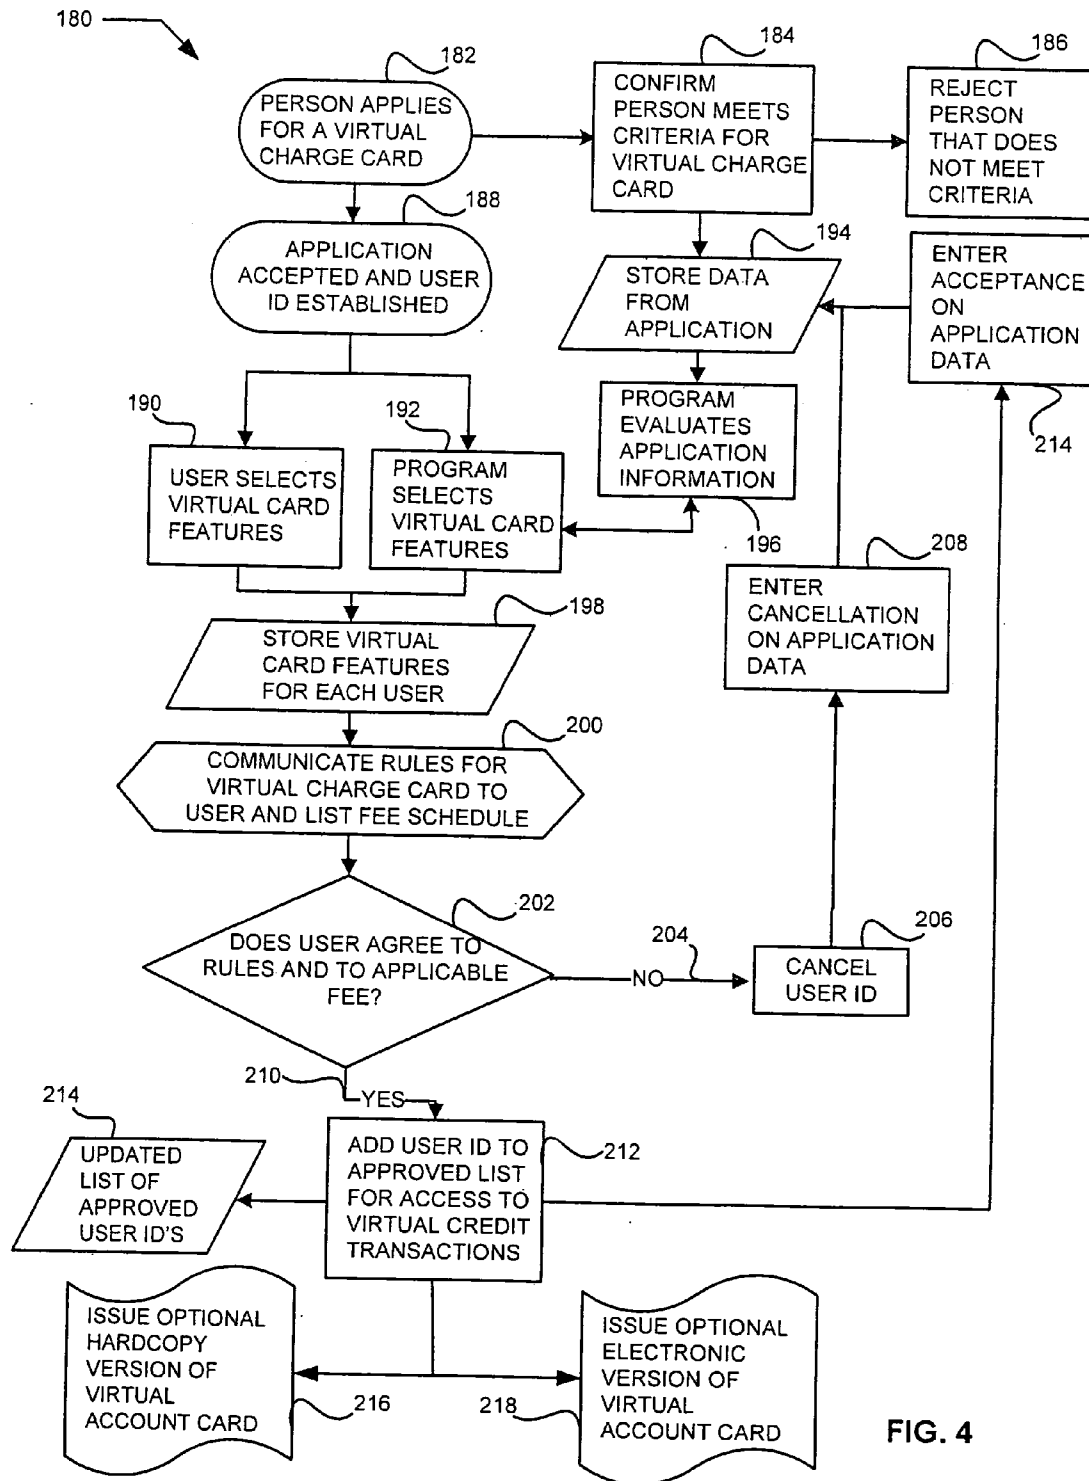 180
182
PERSON APPLIES
FOR A VIRTUAL
CHARGE CARD
184
CONFIRM
PERSON MEETS
CRITERIA FOR
VIRTUAL CHARGE
CARD
186
REJECT
PERSON
THAT DOES
NOT MEET
CRITERIA
188
APPLICATION
ACCEPTED AND USER
ID ESTABLISHED
194
STORE DATA
FROM
APPLICATION
ENTER
ACCEPTANCE
ON
APPLICATION
DATA
214
190
USER SELECTS
VIRTUAL CARD
FEATURES
192
PROGRAM
SELECTS
VIRTUAL CARD
FEATURES
PROGRAM
EVALUATES
APPLICATION
INFORMATION
196
208
ENTER
CANCELLATION
ON APPLICATION
DATA
198
STORE VIRTUAL
CARD FEATURES
FOR EACH USER
200
COMMUNICATE RULES FOR
VIRTUAL CHARGE CARD TO
USER AND LIST FEE SCHEDULE
202
DOES USER AGREE TO
RULES AND TO APPLICABLE
FEE?
204
NO
206
CANCEL
USER ID
210
YES
214
UPDATED
LIST OF
APPROVED
USER ID'S
212
ADD USER ID TO
APPROVED LIST
FOR ACCESS TO
VIRTUAL CREDIT
TRANSACTIONS
ISSUE OPTIONAL
HARDCOPY
VERSION OF
VIRTUAL
ACCOUNT CARD
216
218
ISSUE OPTIONAL
ELECTRONIC
VERSION OF
VIRTUAL
ACCOUNT CARD
FIG. 4